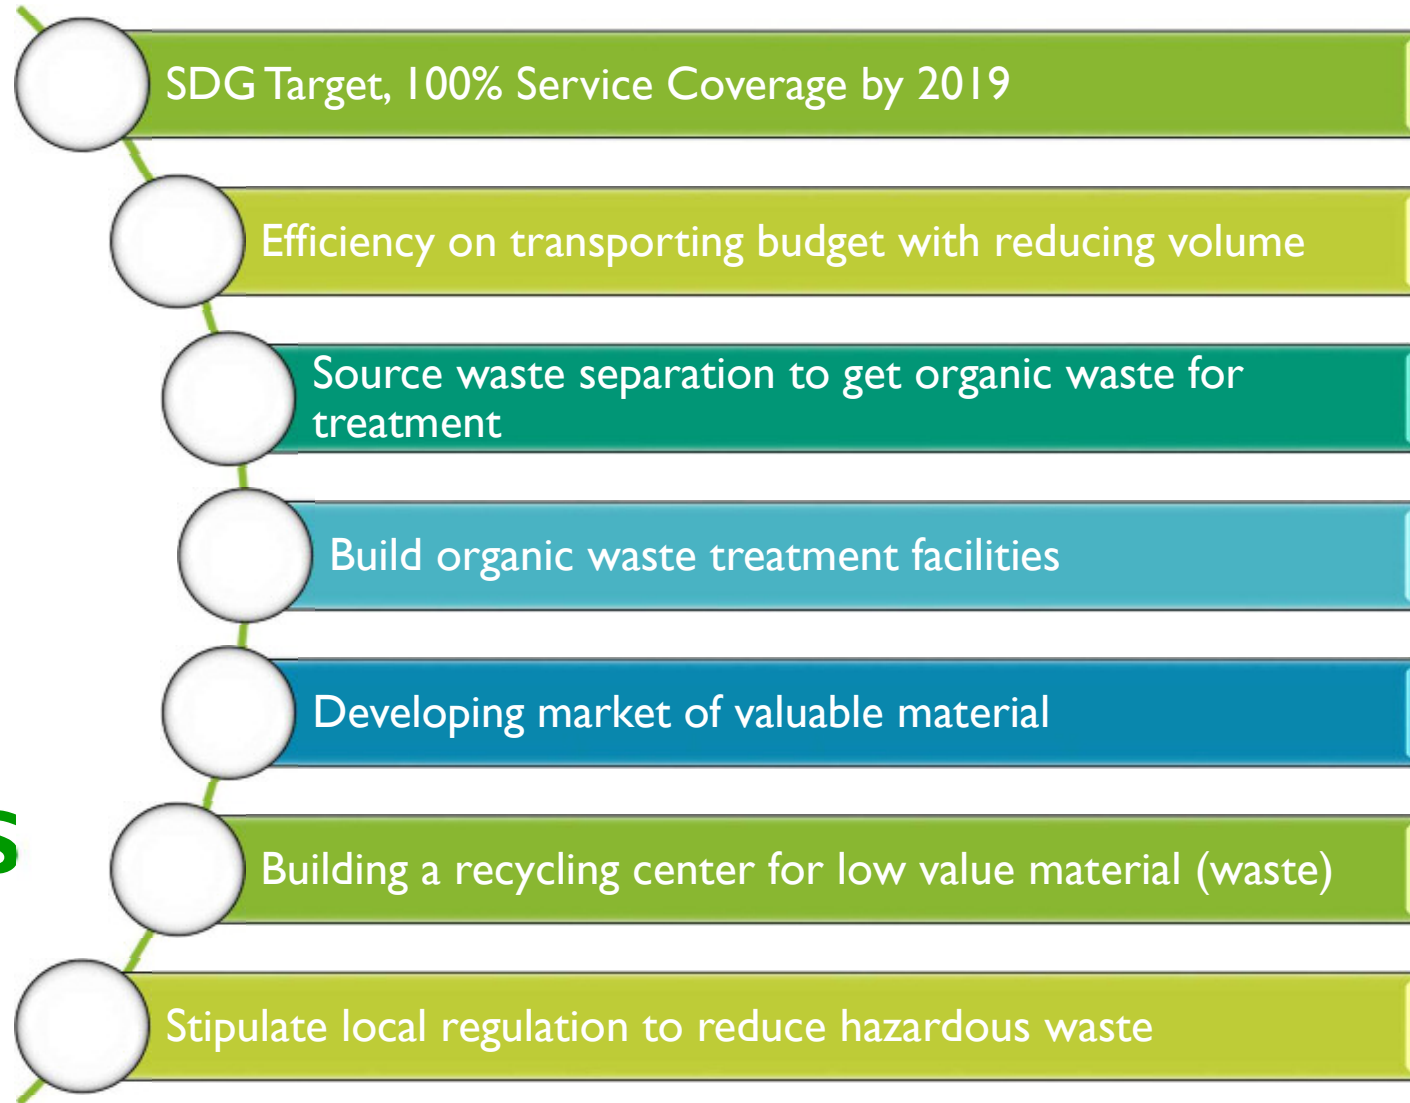 SDG Target, 100% Service Coverage by 2019
Efficiency on transporting budget with reducing volume
Source waste separation to get organic waste for
treatment
Build organic waste treatment facilities
Developing market of valuable material
s
Building a recycling center for low value material (waste)
Stipulate local regulation to reduce hazardous waste